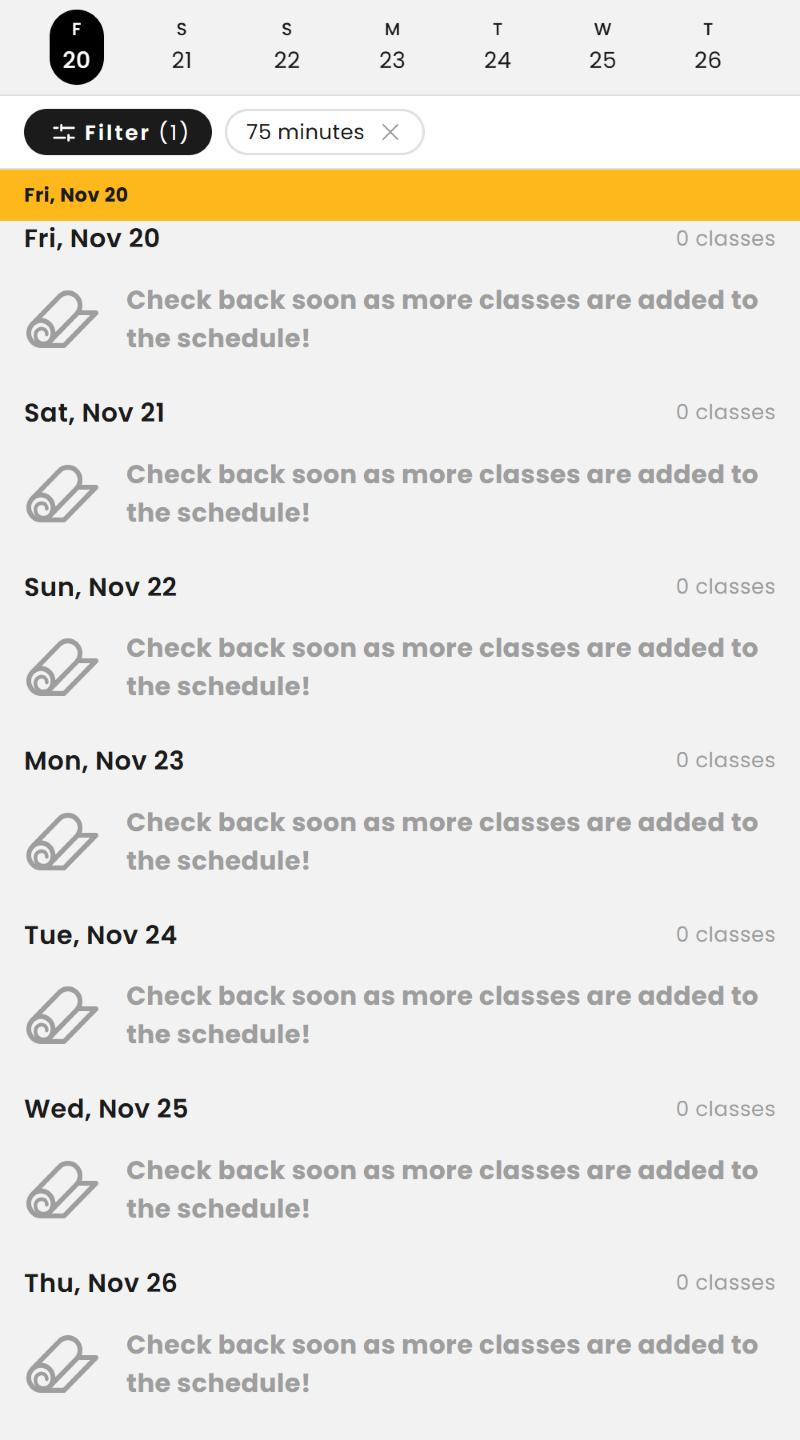 F S S M T W T
20 21 22 23 24 25 26
Filter (1) 75 minutes
Fri, Nov 20
Fri, Nov 20 0 classes
Check back soon as more classes are added to
the schedule!
Sat, Nov 21 0 classes
Check back soon as more classes are added to
the schedule!
Sun, Nov 22 0 classes
Check back soon as more classes are added to
the schedule!
Mon, Nov 23 0 classes
Check back soon as more classes are added to
the schedule!
Tue, Nov 24 0 classes
Check back soon as more classes are added to
the schedule!
Wed, Nov 25 0 classes
Check back soon as more classes are added to
the schedule!
Thu, Nov 26 0 classes
Check back soon as more classes are added to
the schedule!